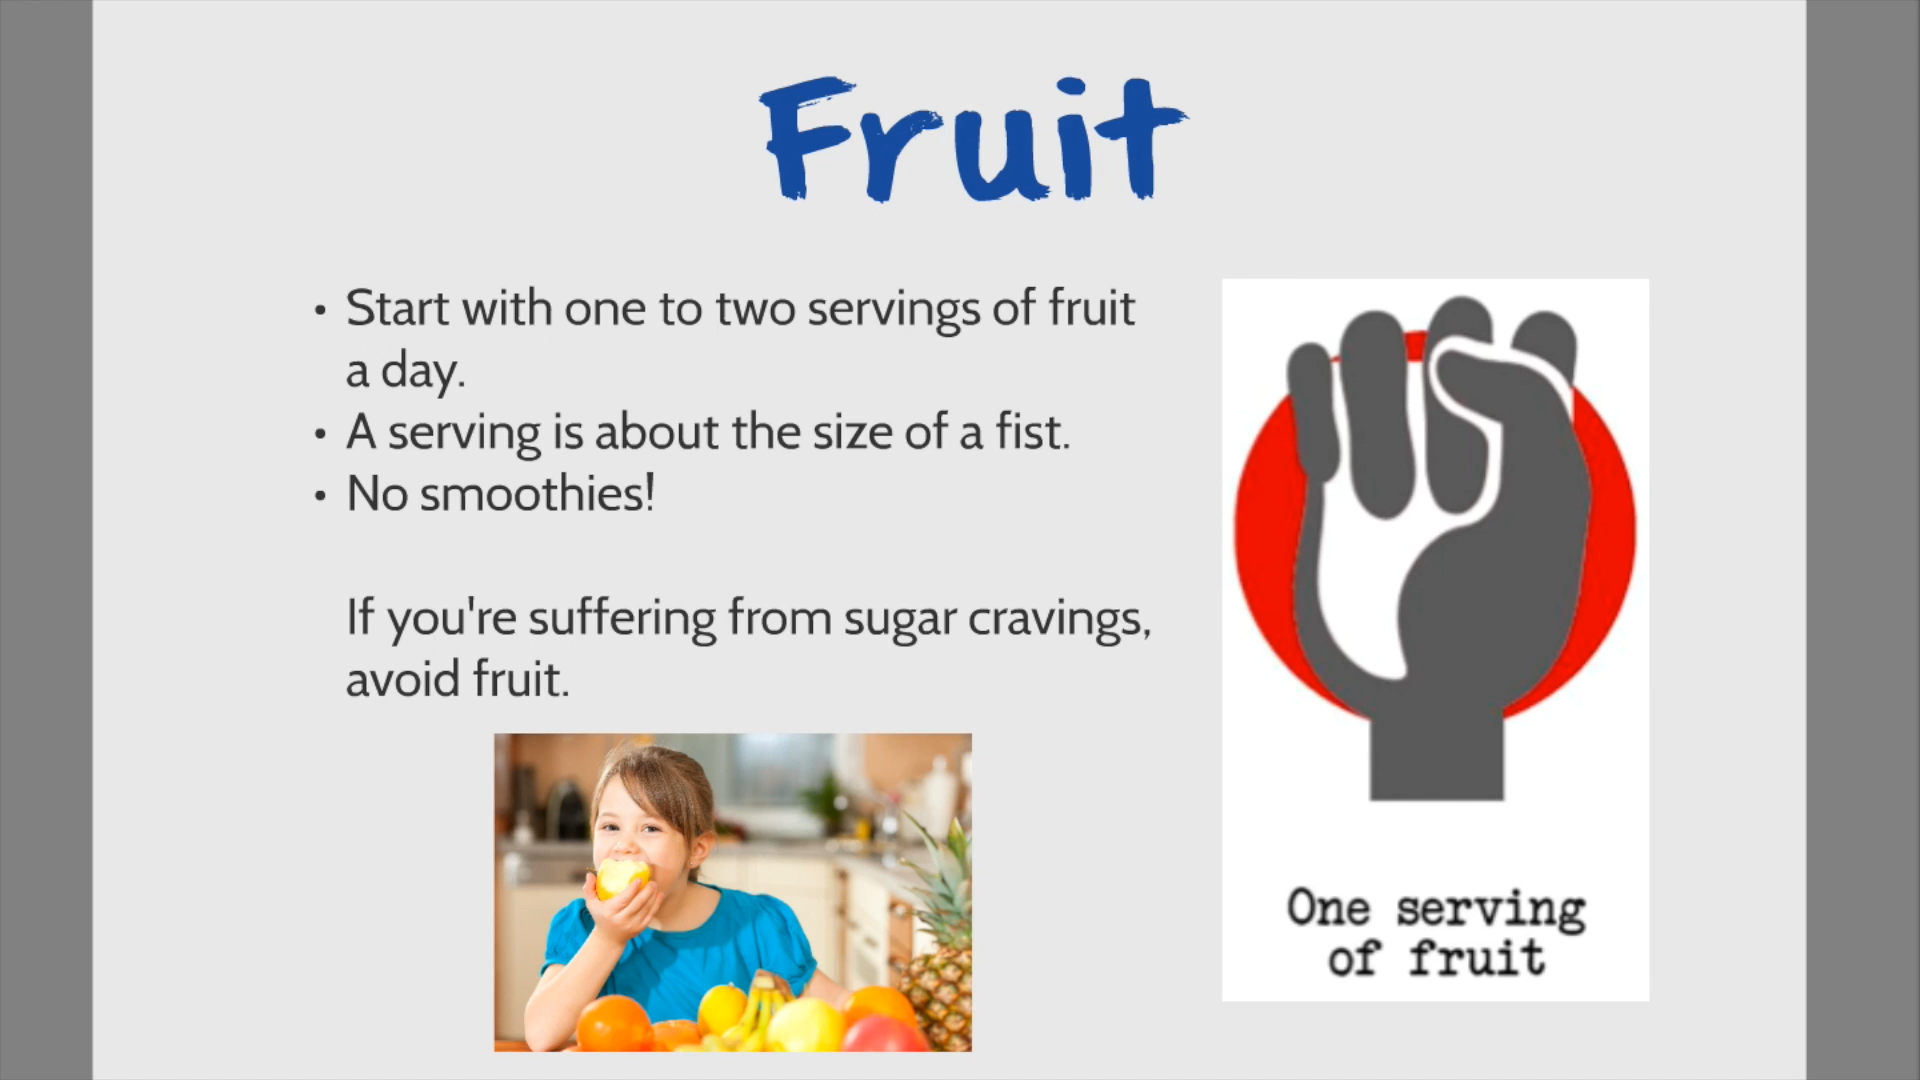 Fruit
• Start with one to two servings of fruit
a day.
• A serving is about the size of a fist.
• No smoothies!
If you're suffering from sugar cravings,
avoid fruit.
One serving
of fruit